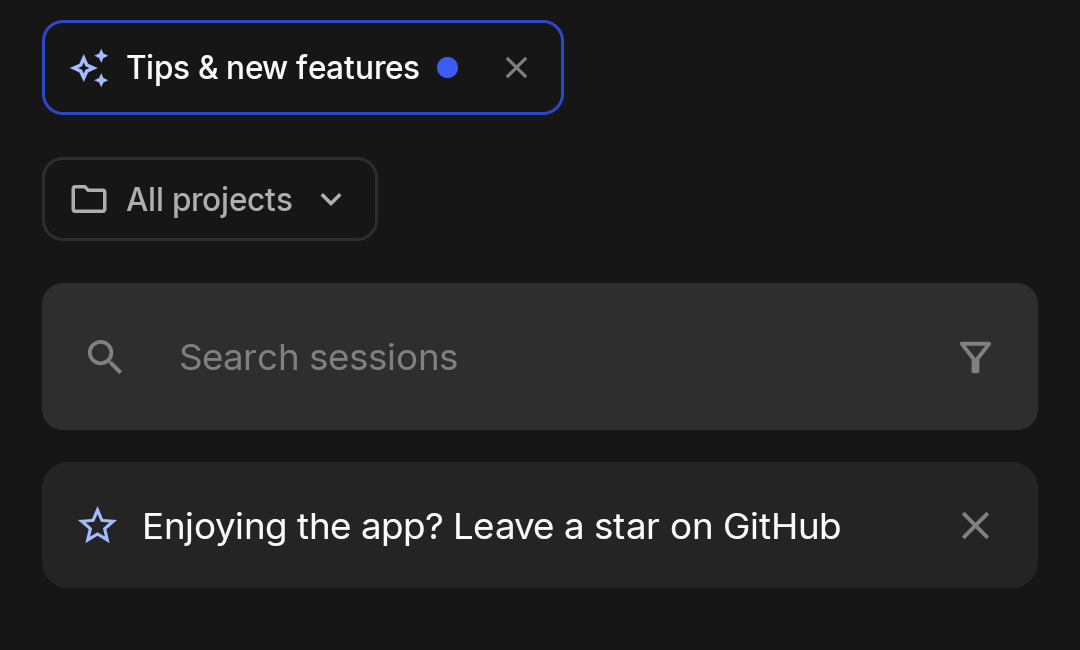 Tips & new features
All projects
Search sessions
Enjoying the app? Leave a star on GitHub